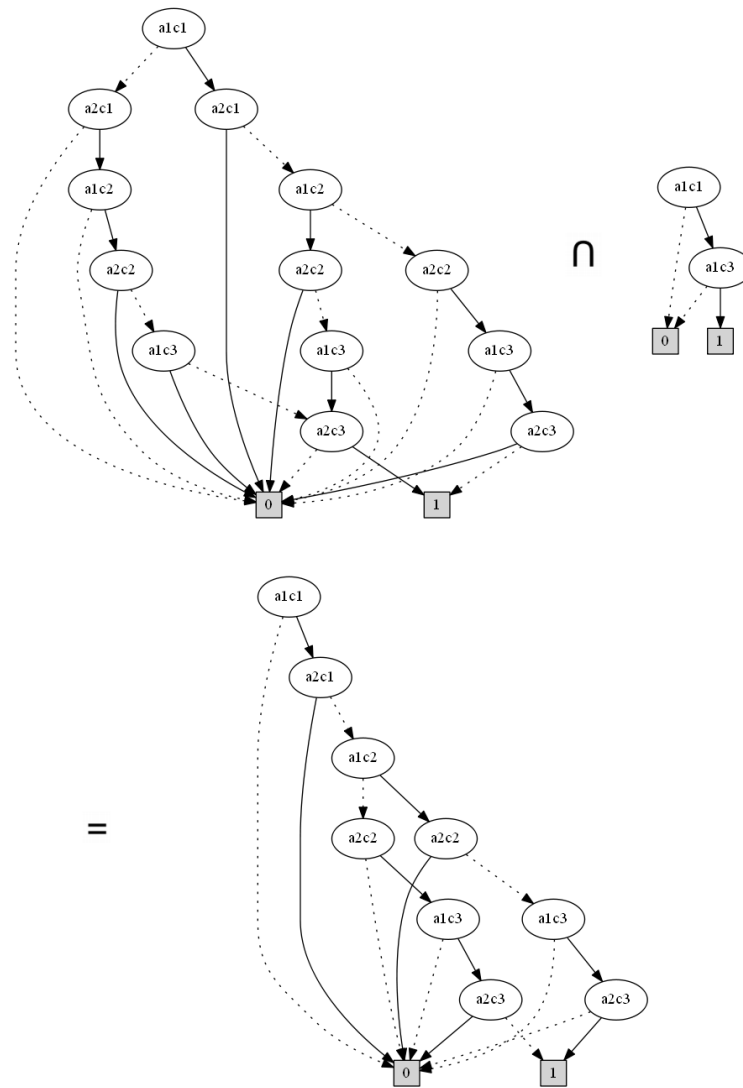 a1c1
a2c1 a2c1
a1c2 a1c2 a1c1
a2c2 a2c2 a2c2 ∩ a1c3
a1c3 a1c3 a1c3 0 1
a2c3 a2c3
0 1
a1c1
a2c1
a1c2
= a2c2 a2c2
a1c3 a1c3
a2c3 a2c3
0 1